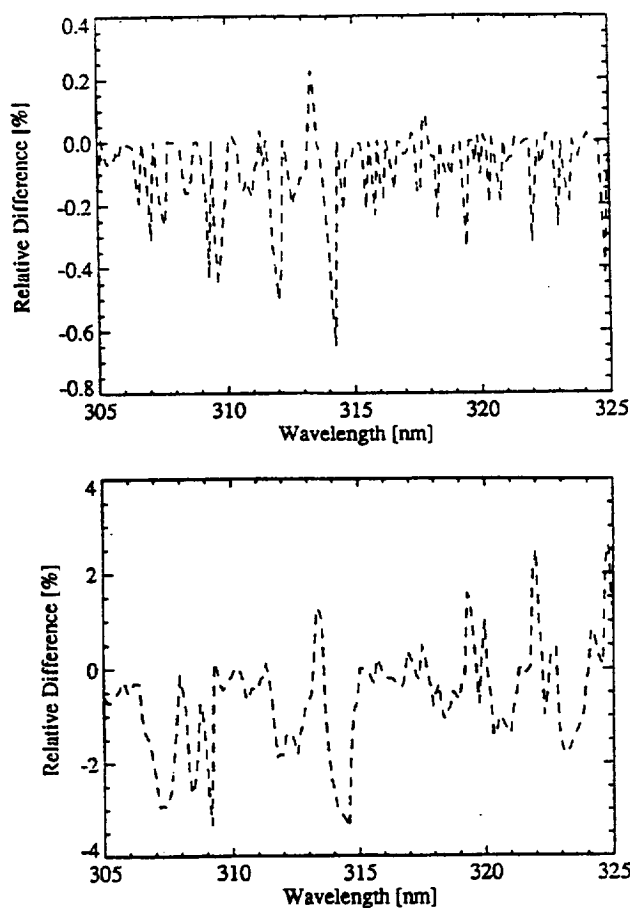 0.4
0.2
0.0
-0.2
-0.4
-0.6
-0.8
Relative Difference [%]
305 310 315 320 325
Wavelength [nm]
4
2
0
-2
-4
Relative Difference [%]
305 310 315 320 325
Wavelength [nm]